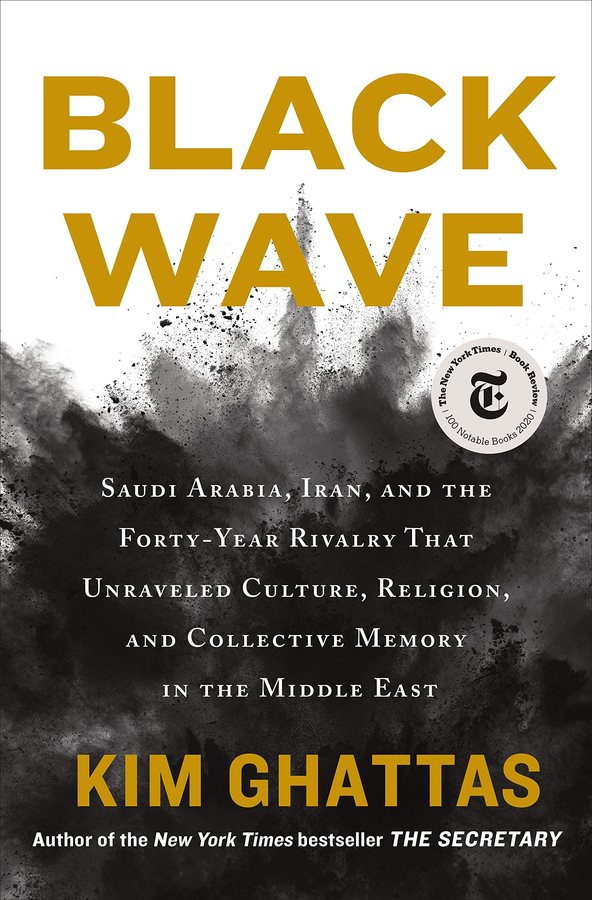 BLACK
WAVE
The New York Times | Book Review
T
| 100 Notable Books 2020 |
Saudi Arabia, Iran, and the
Forty-Year Rivalry That
Unraveled Culture, Religion,
and Collective Memory
in the Middle East
KIM GHATTAS
Author of the New York Times bestseller THE SECRETARY